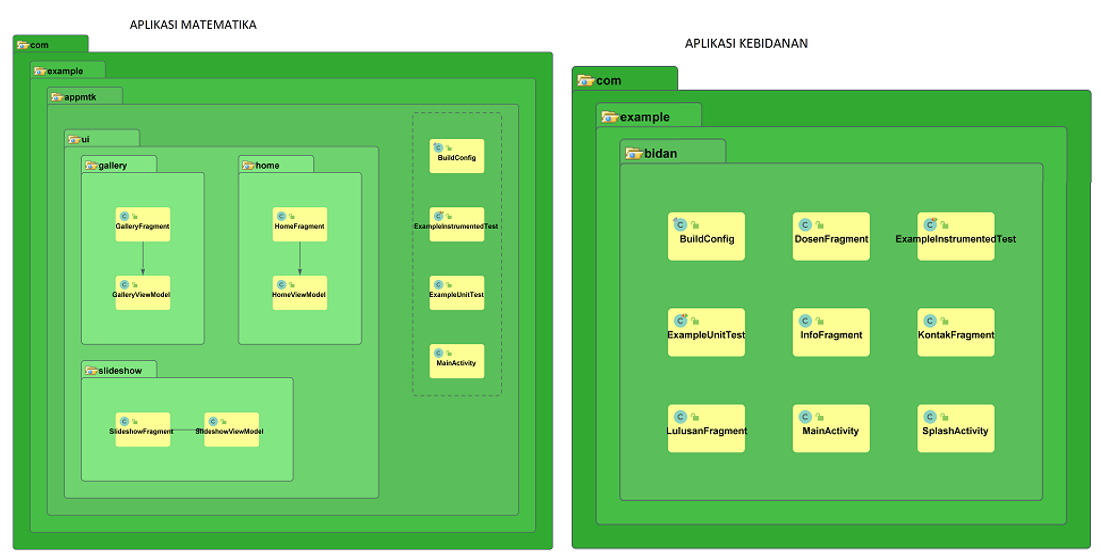 APLIKASI MATEMATIKA
com
example
appmtk
ui
gallery
GalleryFragment
GalleryViewModel
home
HomeFragment
HomeViewModel
slideshow
SlideshowFragment
SlideshowViewModel
BuildConfig
ExampleInstrumentedTest
ExampleUnitTest
MainActivity
APLIKASI KEBIDANAN
com
example
bidan
BuildConfig
DosenFragment
ExampleInstrumentedTest
ExampleUnitTest
InfoFragment
KontakFragment
LulusanFragment
MainActivity
SplashActivity